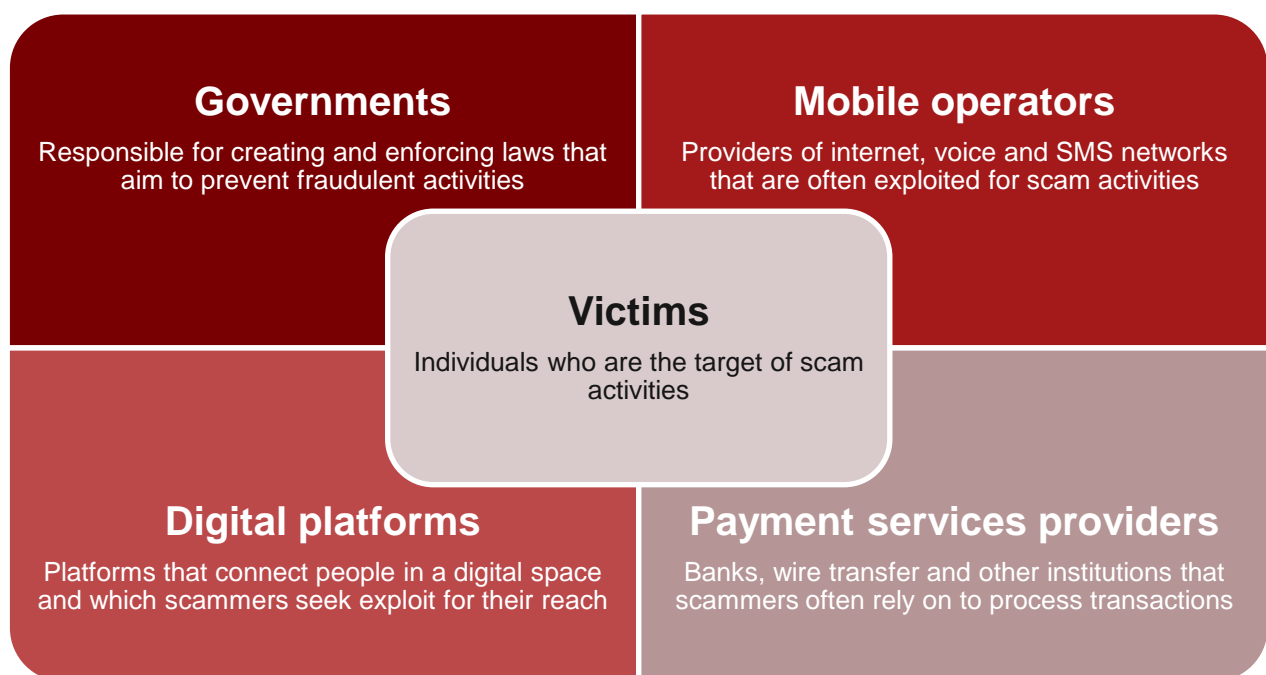 Governments
Responsible for creating and enforcing laws that
aim to prevent fraudulent activities
Mobile operators
Providers of internet, voice and SMS networks
that are often exploited for scam activities
Victims
Individuals who are the target of scam
activities
Digital platforms
Platforms that connect people in a digital space
and which scammers seek exploit for their reach
Payment services providers
Banks, wire transfer and other institutions that
scammers often rely on to process transactions